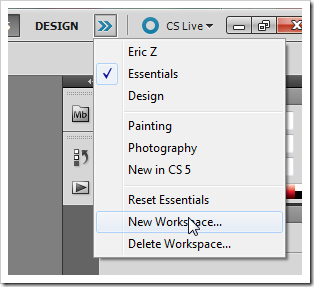 DESIGN
CS Live
Eric Z
Essentials
Design
Painting
Photography
New in CS 5
Reset Essentials
New Workspace...
Delete Workspace...
Mb